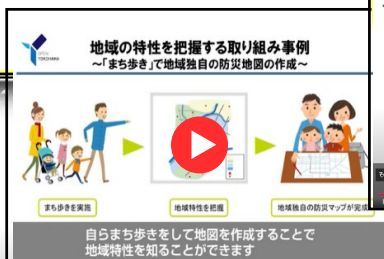 OPEN
YOKOHAMA
地域の特性を把握する取り組み事例
~「まち歩き」で地域独自の防災地図の作成~
まち歩きを実施
地域特性を把握
地域独自の防災マップが完成
自らまち歩きをして地図を作成することで
地域特性を知ることができます